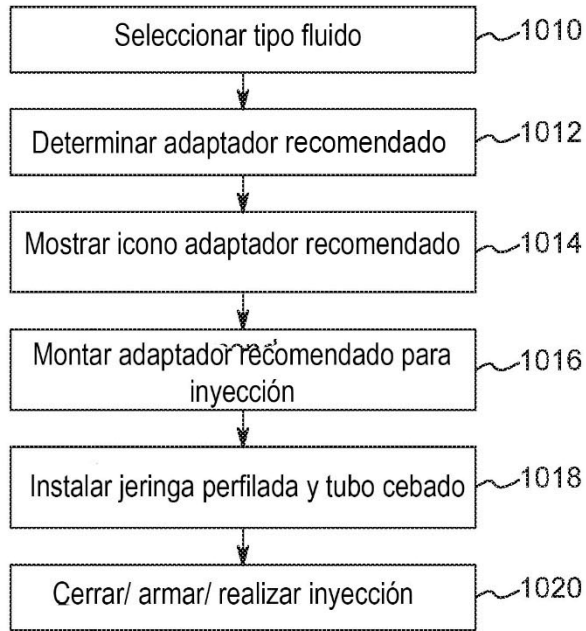 Seleccionar tipo fluido
1010
Determinar adaptador recomendado
1012
Mostrar icono adaptador recomendado
1014
Montar adaptador recomendado para
inyección
1016
Instalar jeringa perfilada y tubo cebado
1018
Cerrar/ armar/ realizar inyección
1020